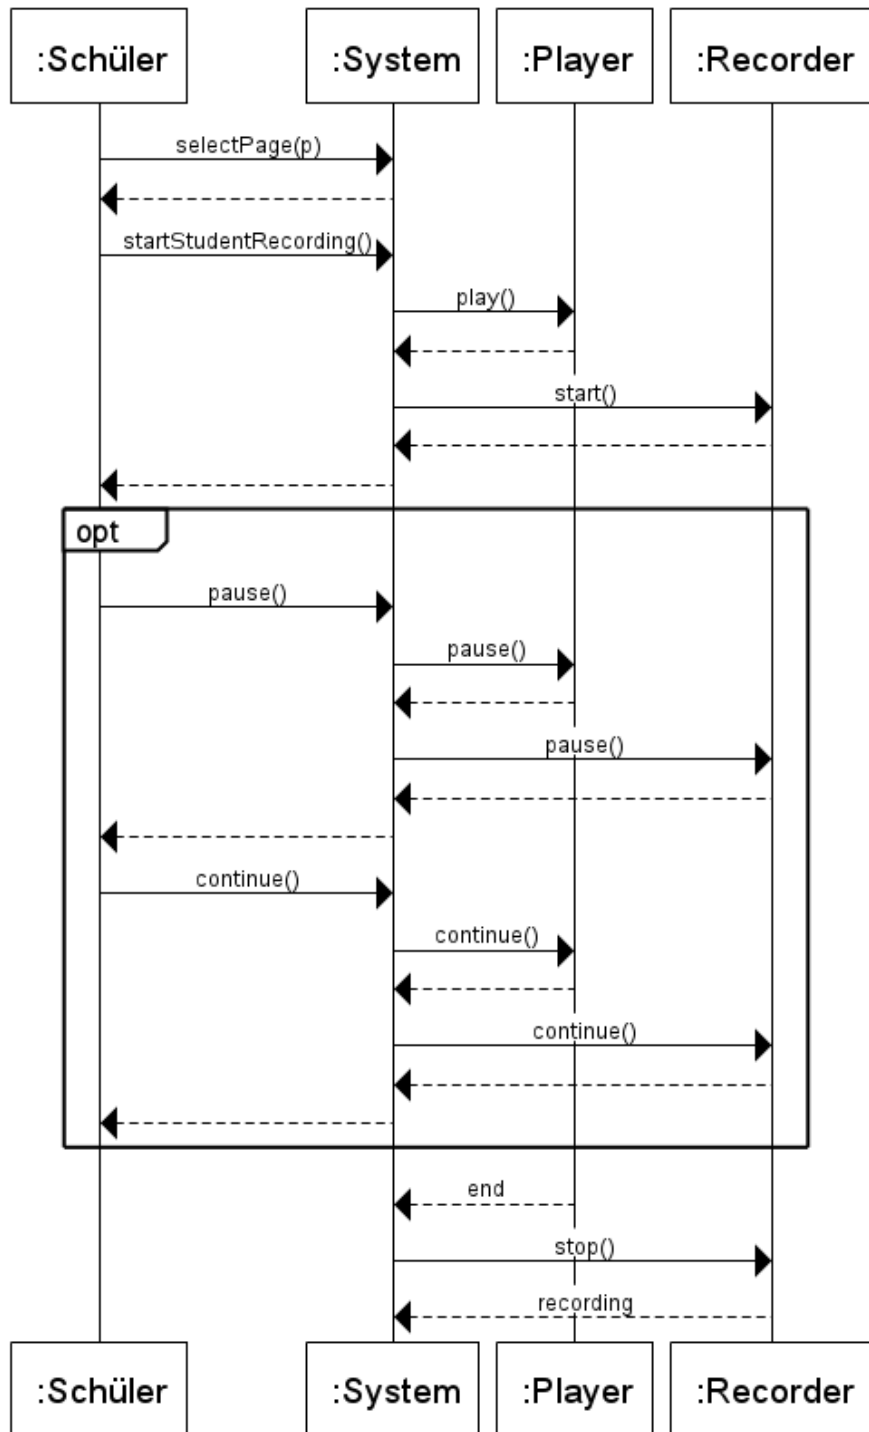 :Schüler :System :Player :Recorder
selectPage(p)
startStudentRecording()
play()
start()
opt
pause()
pause()
pause()
continue()
continue()
continue()
end
stop()
recording
:Schüler :System :Player :Recorder